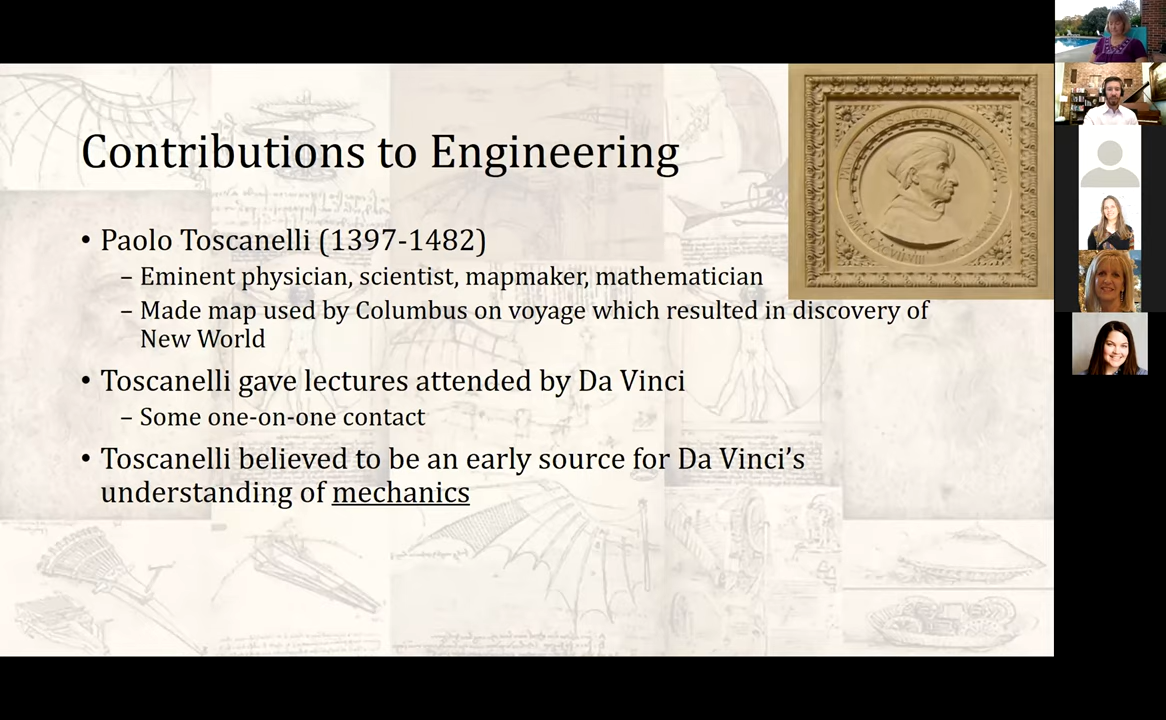 Contributions to Engineering
• Paolo Toscanelli (1397-1482)
– Eminent physician, scientist, mapmaker, mathematician
– Made map used by Columbus on voyage which resulted in discovery of
New World
• Toscanelli gave lectures attended by Da Vinci
– Some one-on-one contact
• Toscanelli believed to be an early source for Da Vinci’s
understanding of mechanics